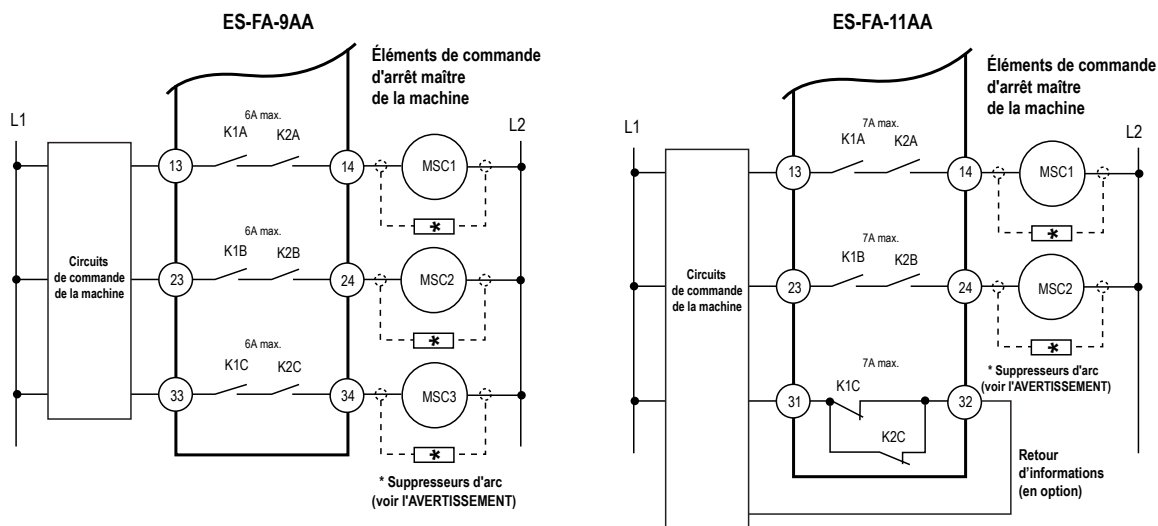 ES-FA-9AA
Éléments de commande
d'arrêt maître
de la machine
L1
L2
6A max.
K1A
K2A
13
14
MSC1
*
6A max.
K1B
K2B
Circuits
de commande
de la machine
23
24
MSC2
*
6A max.
K1C
K2C
33
34
MSC3
*
* Suppresseurs d'arc
(voir l'AVERTISSEMENT)
ES-FA-11AA
Éléments de commande
d'arrêt maître
de la machine
L1
L2
7A max.
K1A
K2A
13
14
MSC1
*
7A max.
K1B
K2B
Circuits
de commande
de la machine
23
24
MSC2
*
* Suppresseurs d'arc
(voir l'AVERTISSEMENT)
7A max.
K1C
31
32
K2C
Retour
d’informations
(en option)